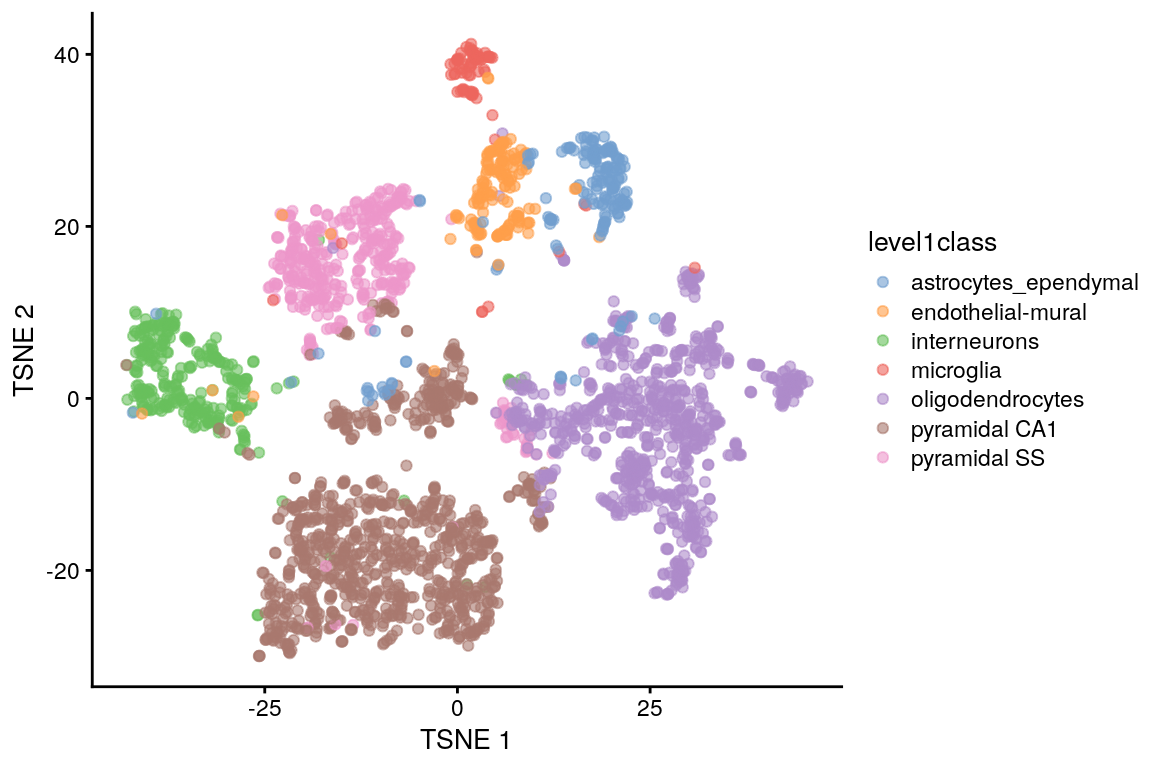 40
20
0
-20
TSNE 2
-25
0
25
TSNE 1
level1class
astrocytes_ependymal
endothelial-mural
interneurons
microglia
oligodendrocytes
pyramidal CA1
pyramidal SS